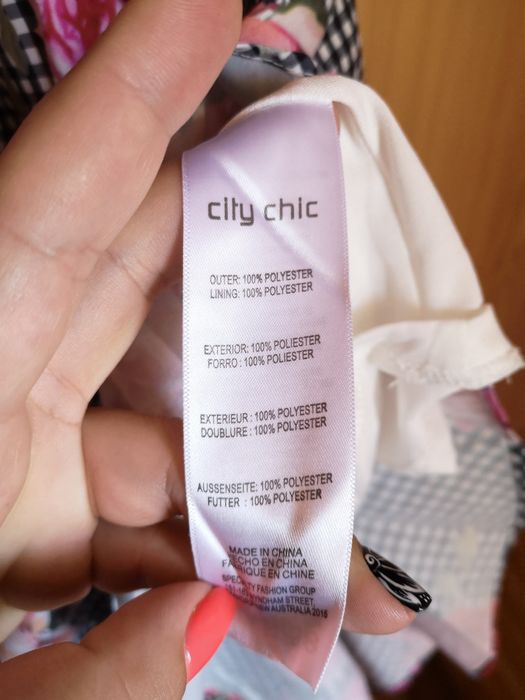 city chic
OUTER: 100% POLYESTER
LINING: 100% POLYESTER
EXTERIOR: 100% POLIESTER
FORRO: 100% POLIESTER
EXTERIEUR : 100% POLYESTER
DOUBLURE : 100% POLYESTER
AUSSENSEITE: 100% POLYESTER
FUTTER : 100% POLYESTER
MADE IN CHINA
HECHO EN CHINA
FABRIQUE EN CHINE
SPECIALTY FASHION GROUP
WYNDHAM STREET,
AUSTRALIA 2015